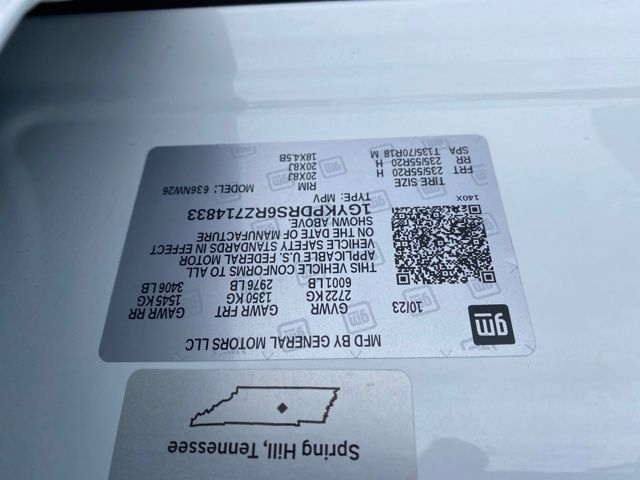 Spring Hill, Tennessee
MFD BY GENERAL MOTORS LLC
gm
10/23
GVWR GAWR FRT GAWR RR
2722 KG 1350 KG 1545 KG
6001 LB 2976 LB 3406 LB
THIS VEHICLE CONFORMS TO ALL
APPLICABLE U.S. FEDERAL MOTOR
VEHICLE SAFETY STANDARDS IN EFFECT
ON THE DATE OF MANUFACTURE
SHOWN ABOVE.
1GYKPDRS6RZ714833
TYPE: MPV MODEL: 636NW26
140X
TIRE SIZE RIM
FRT 235/55R20 H 20X8J
RR 235/55R20 H 20X8J
SPA T135/70R18 M 18X4.5B